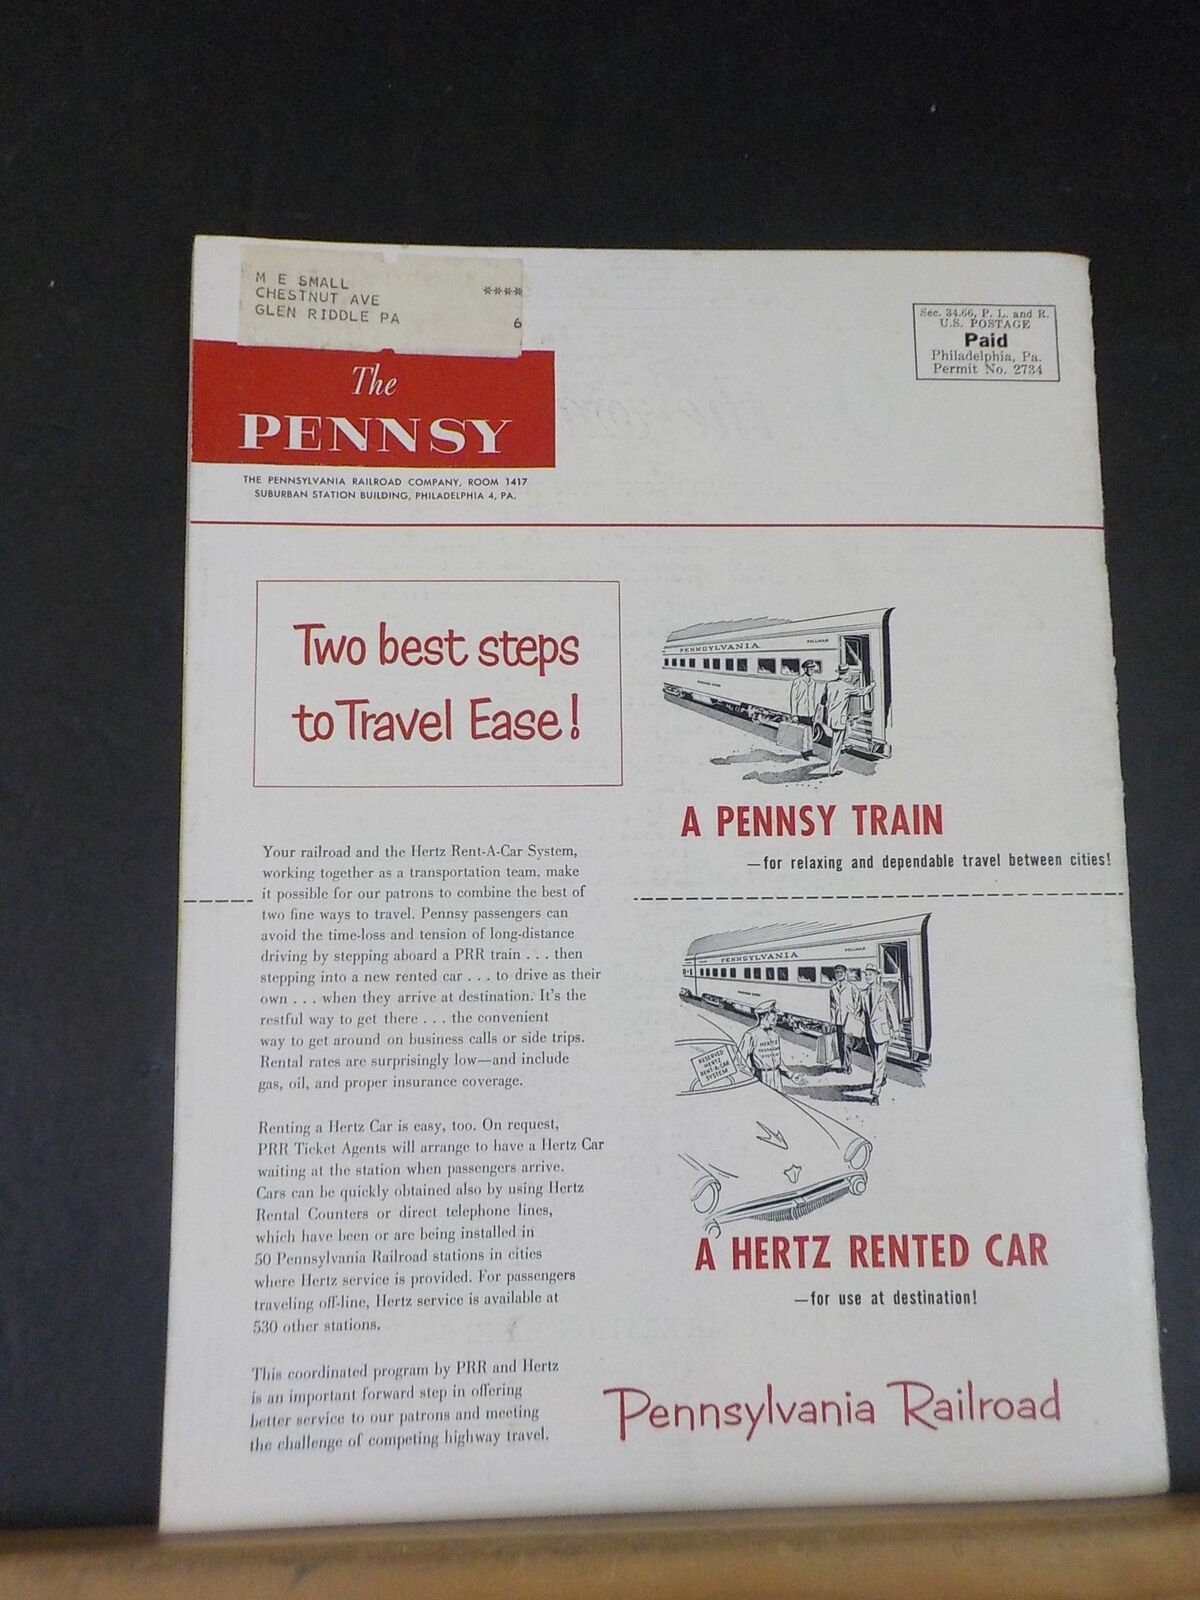 M E SMALL ****
CHESTNUT AVE
GLEN RIDDLE PA 6
Sec. 34.66, P. L. and R.
U.S. POSTAGE
Paid
Philadelphia, Pa.
Permit No. 2734
The
PENNSY
THE PENNSYLVANIA RAILROAD COMPANY, ROOM 1417
SUBURBAN STATION BUILDING, PHILADELPHIA 4, PA.
Two best steps
to Travel Ease!
Your railroad and the Hertz Rent-A-Car System,
working together as a transportation team, make
it possible for our patrons to combine the best of
two fine ways to travel. Pennsy passengers can
avoid the time-loss and tension of long-distance
driving by stepping aboard a PRR train . . . then
stepping into a new rented car . . . to drive as their
own . . . when they arrive at destination. It's the
restful way to get there . . . the convenient
way to get around on business calls or side trips.
Rental rates are surprisingly low—and include
gas, oil, and proper insurance coverage.
Renting a Hertz Car is easy, too. On request,
PRR Ticket Agents will arrange to have a Hertz Car
waiting at the station when passengers arrive.
Cars can be quickly obtained also by using Hertz
Rental Counters or direct telephone lines,
which have been or are being installed in
50 Pennsylvania Railroad stations in cities
where Hertz service is provided. For passengers
traveling off-line, Hertz service is available at
530 other stations.
This coordinated program by PRR and Hertz
is an important forward step in offering
better service to our patrons and meeting
the challenge of competing highway travel.
PENNSYLVANIA
PULLMAN
A PENNSY TRAIN
—for relaxing and dependable travel between cities!
PENNSYLVANIA
PULLMAN
HERTZ
RESERVED
HERTZ
RENT-A-CAR
SYSTEM
A HERTZ RENTED CAR
—for use at destination!
Pennsylvania Railroad